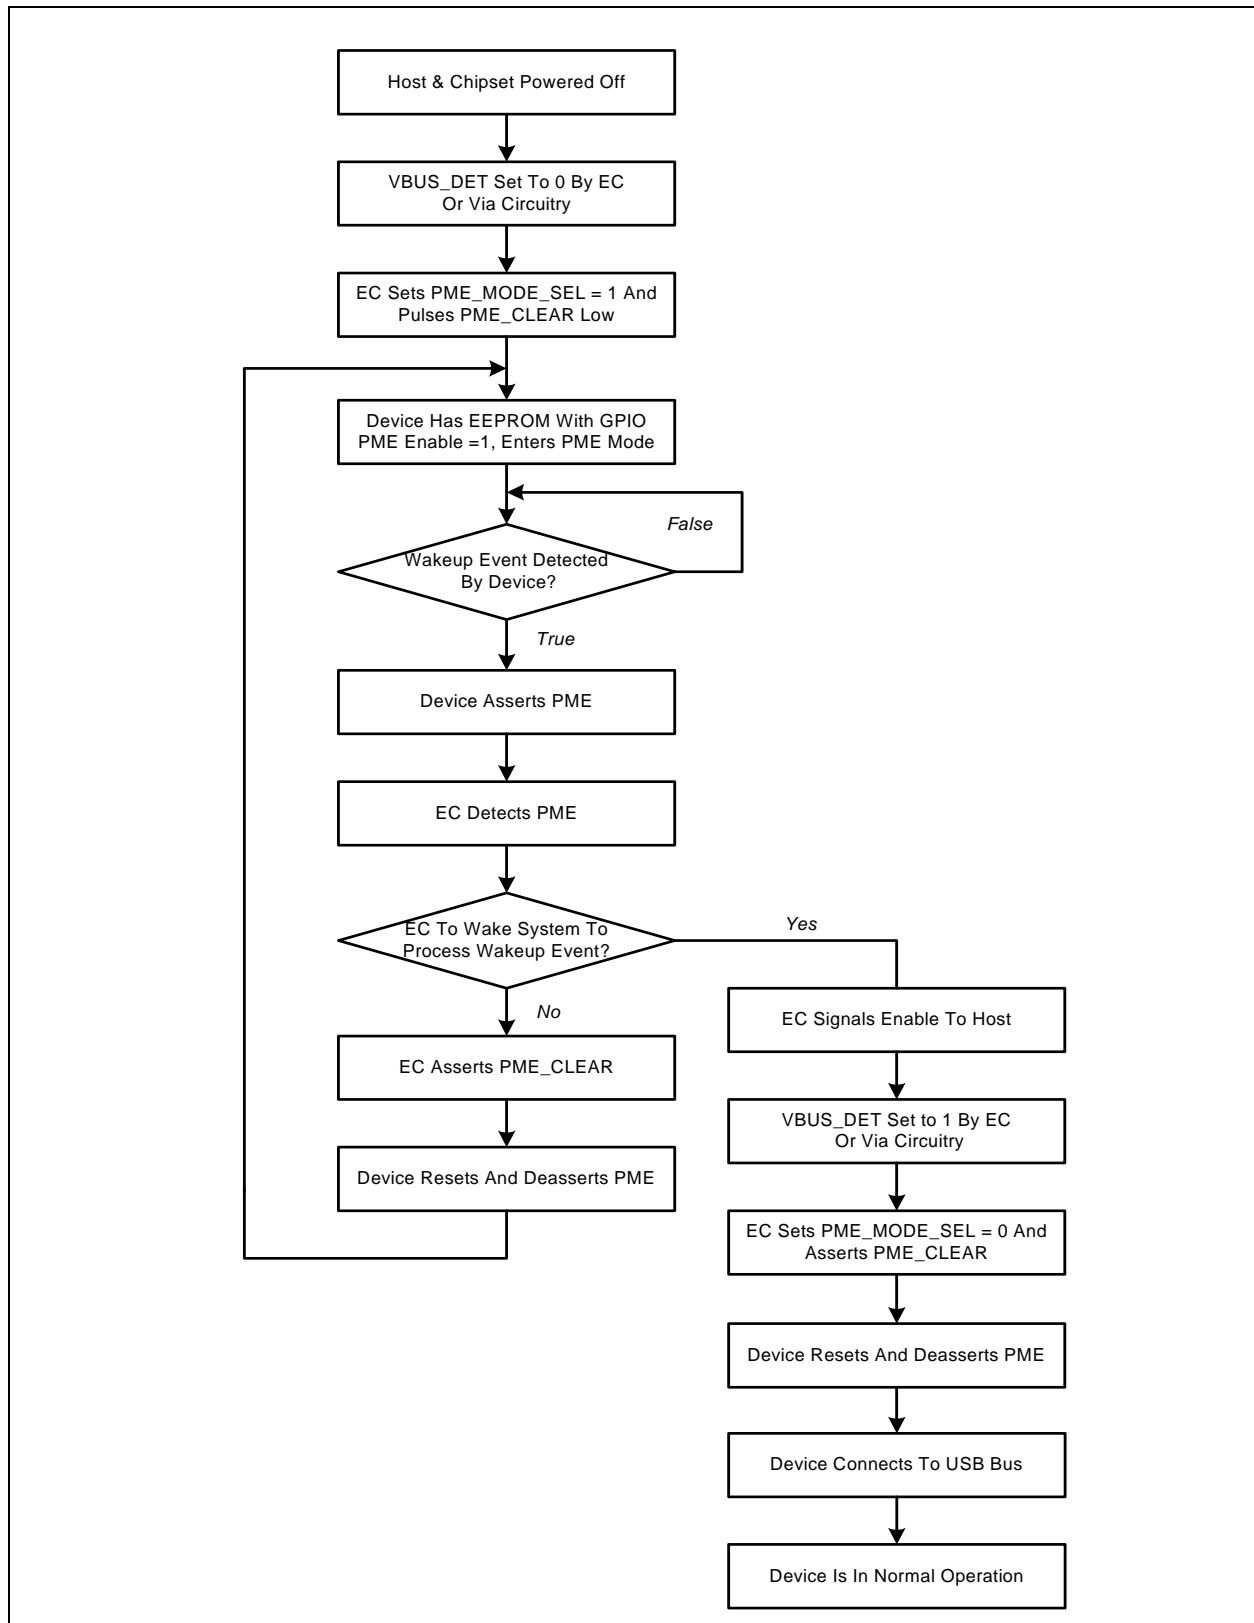 Host & Chipset Powered Off
VBUS_DET Set To 0 By EC
Or Via Circuitry
EC Sets PME_MODE_SEL = 1 And
Pulses PME_CLEAR Low
Device Has EEPROM With GPIO
PME Enable =1, Enters PME Mode
False
Wakeup Event Detected
By Device?
True
Device Asserts PME
EC Detects PME
EC To Wake System To
Process Wakeup Event?
Yes
No
EC Asserts PME_CLEAR
Device Resets And Deasserts PME
EC Signals Enable To Host
VBUS_DET Set to 1 By EC
Or Via Circuitry
EC Sets PME_MODE_SEL = 0 And
Asserts PME_CLEAR
Device Resets And Deasserts PME
Device Connects To USB Bus
Device Is In Normal Operation